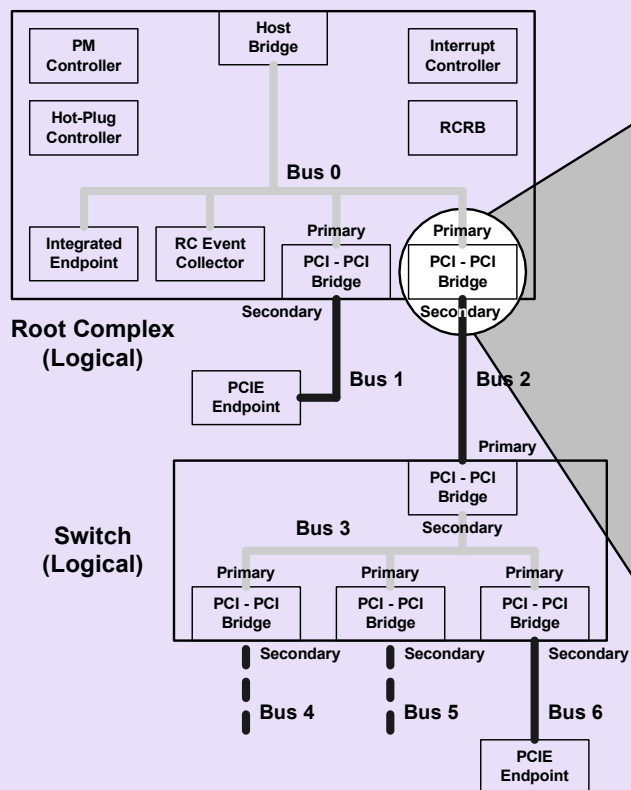 Host
Bridge
PM
Controller
Interrupt
Controller
Hot-Plug
Controller
RCRB
Bus 0
Primary
Primary
Integrated
Endpoint
RC Event
Collector
PCI - PCI
Bridge
PCI - PCI
Bridge
Secondary
Secondary
Root Complex
(Logical)
Bus 1
Bus 2
PCIE
Endpoint
Primary
PCI - PCI
Bridge
Secondary
Switch
(Logical)
Bus 3
Primary
Primary
Primary
PCI - PCI
Bridge
PCI - PCI
Bridge
PCI - PCI
Bridge
Secondary
Secondary
Secondary
Bus 4
Bus 5
Bus 6
PCIE
Endpoint